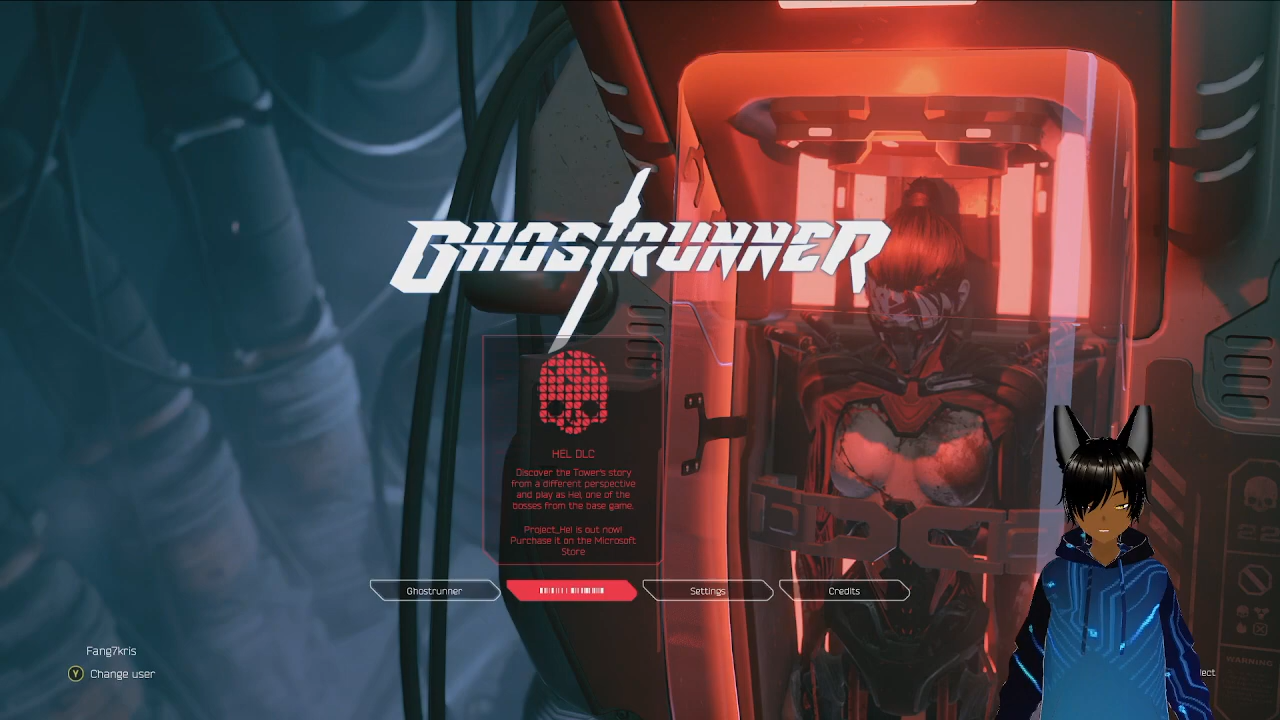 GHOSTRUNNER
HEL DLC
Discover the Tower's story
from a different perspective
and play as Hel, one of the
bosses from the base game.
Project_Hel is out now!
Purchase it on the Microsoft
Store
Ghostrunner
Settings
Credits
Fang7kris
Y Change user
22
WARNING